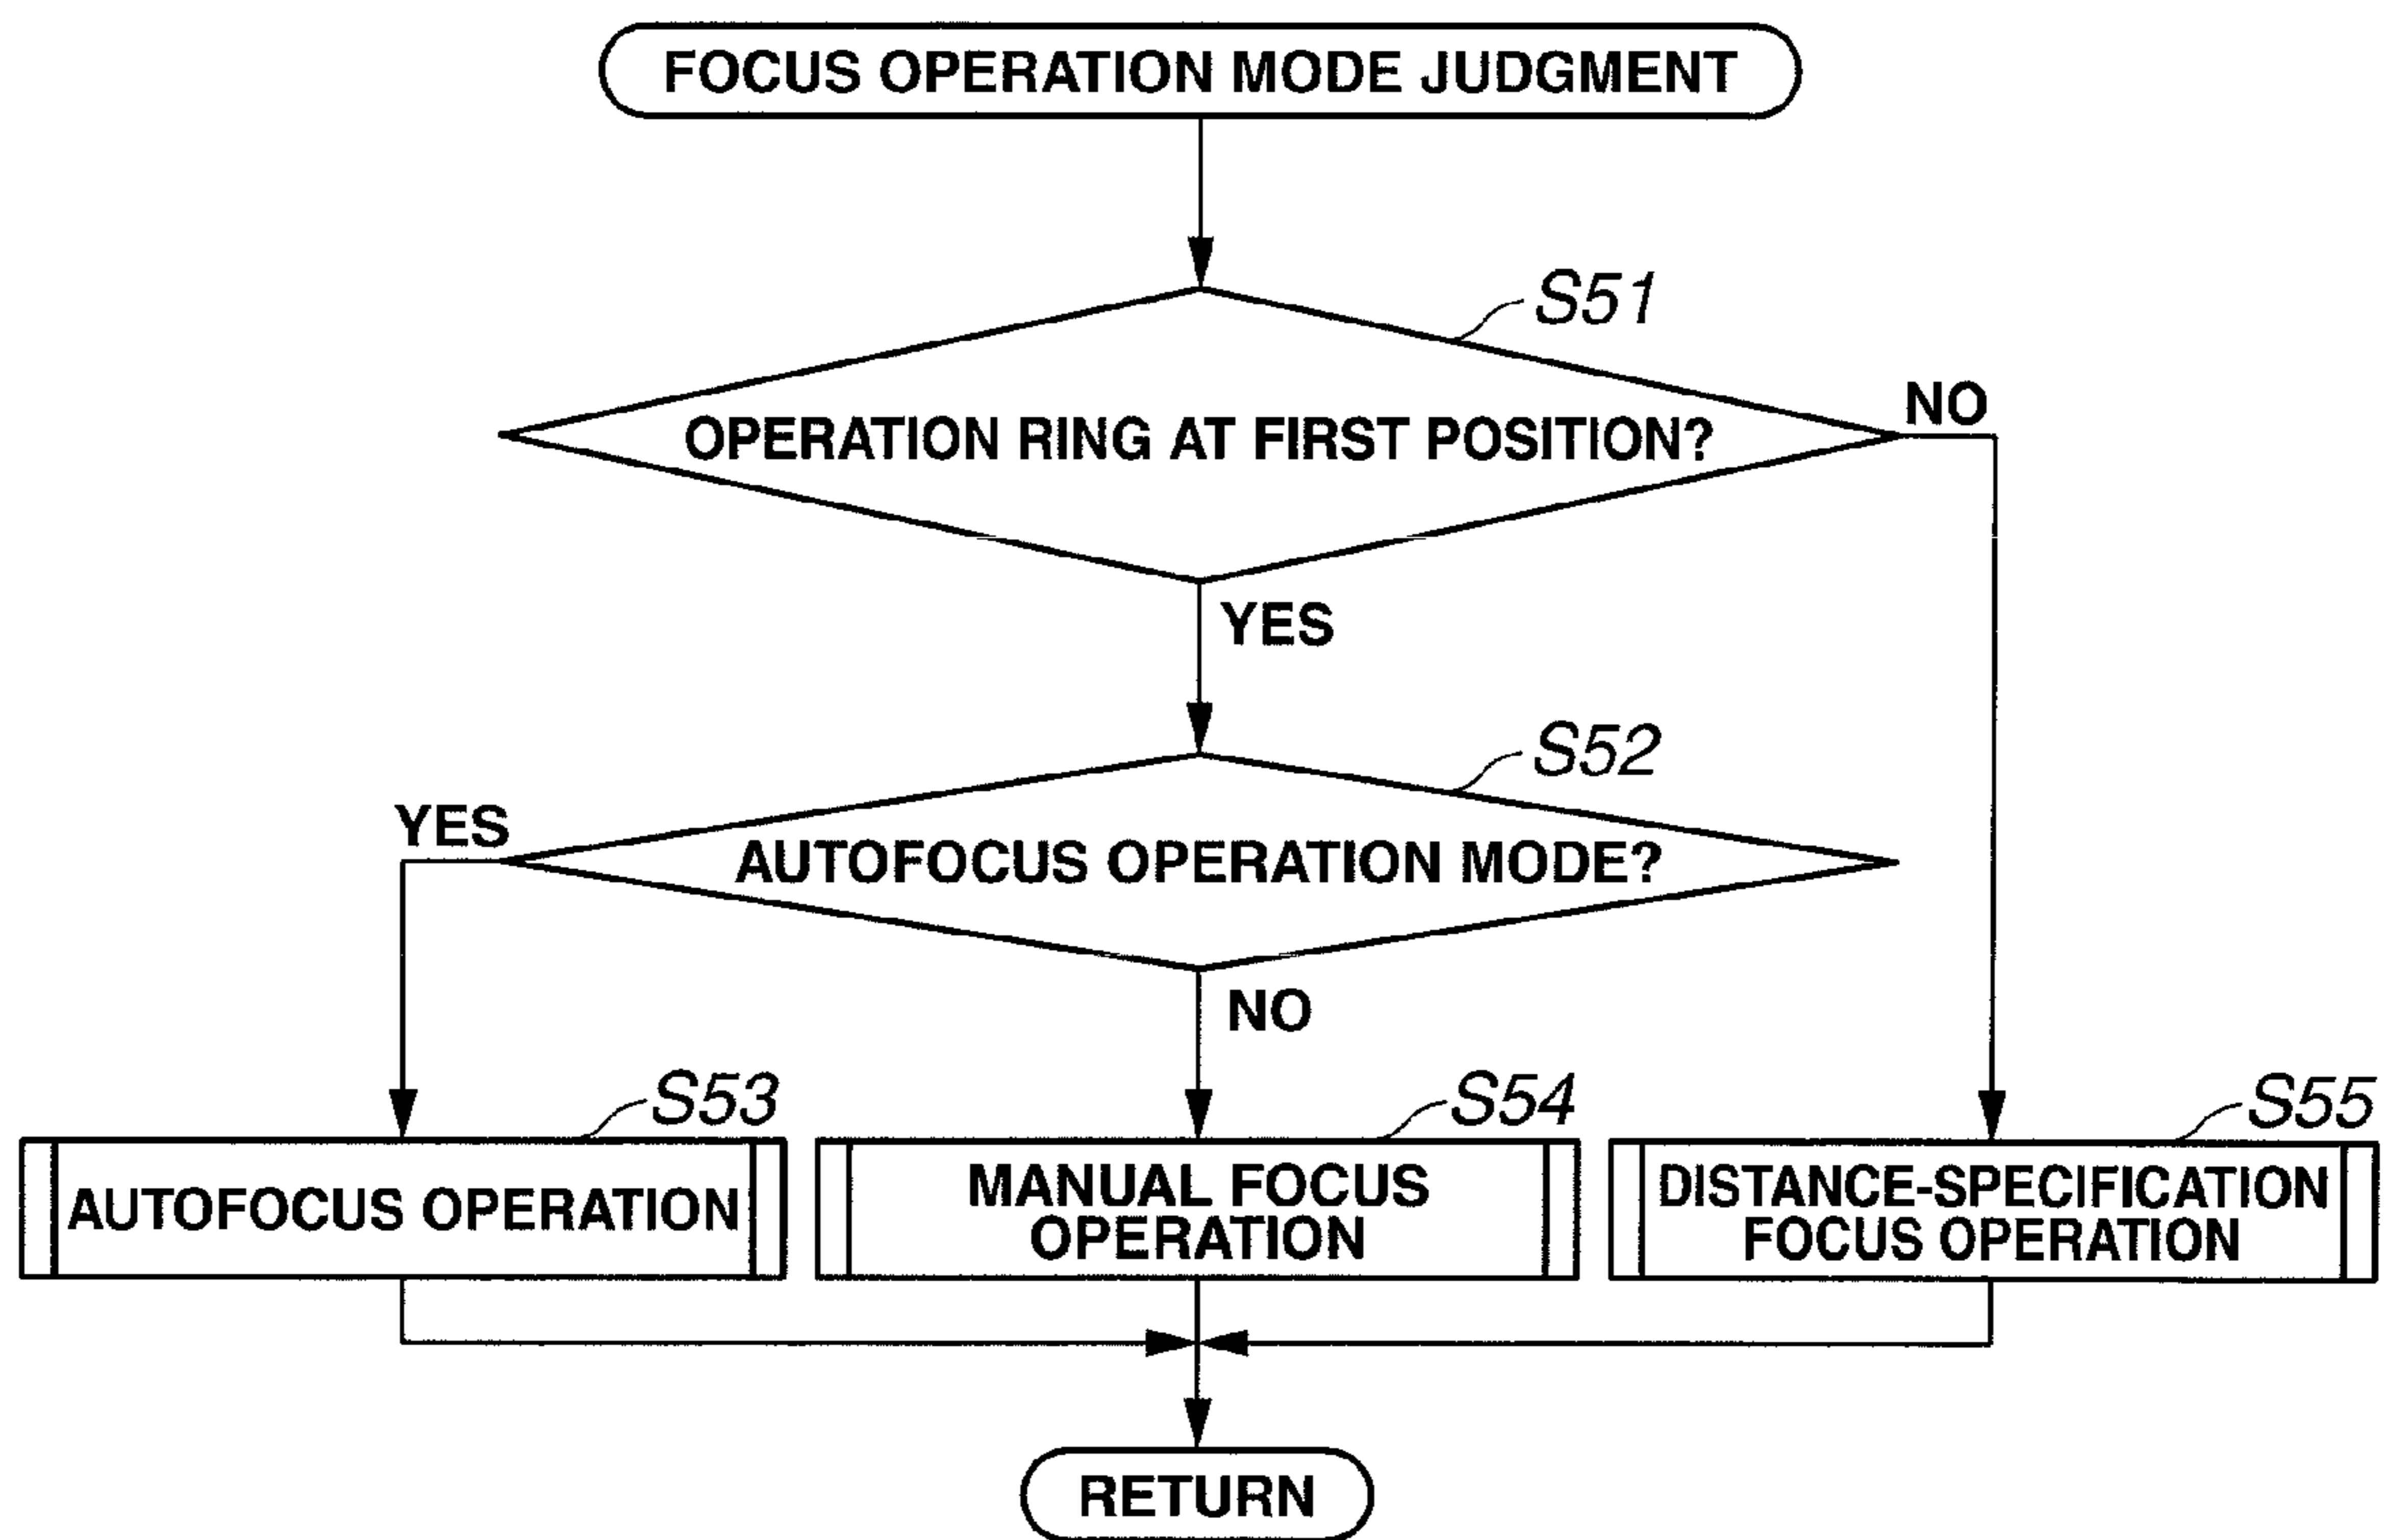 FOCUS OPERATION MODE JUDGMENT
S51
OPERATION RING AT FIRST POSITION?
NO
YES
S52
YES
AUTOFOCUS OPERATION MODE?
NO
S53
AUTOFOCUS OPERATION
S54
MANUAL FOCUS
OPERATION
S55
DISTANCE-SPECIFICATION
FOCUS OPERATION
RETURN